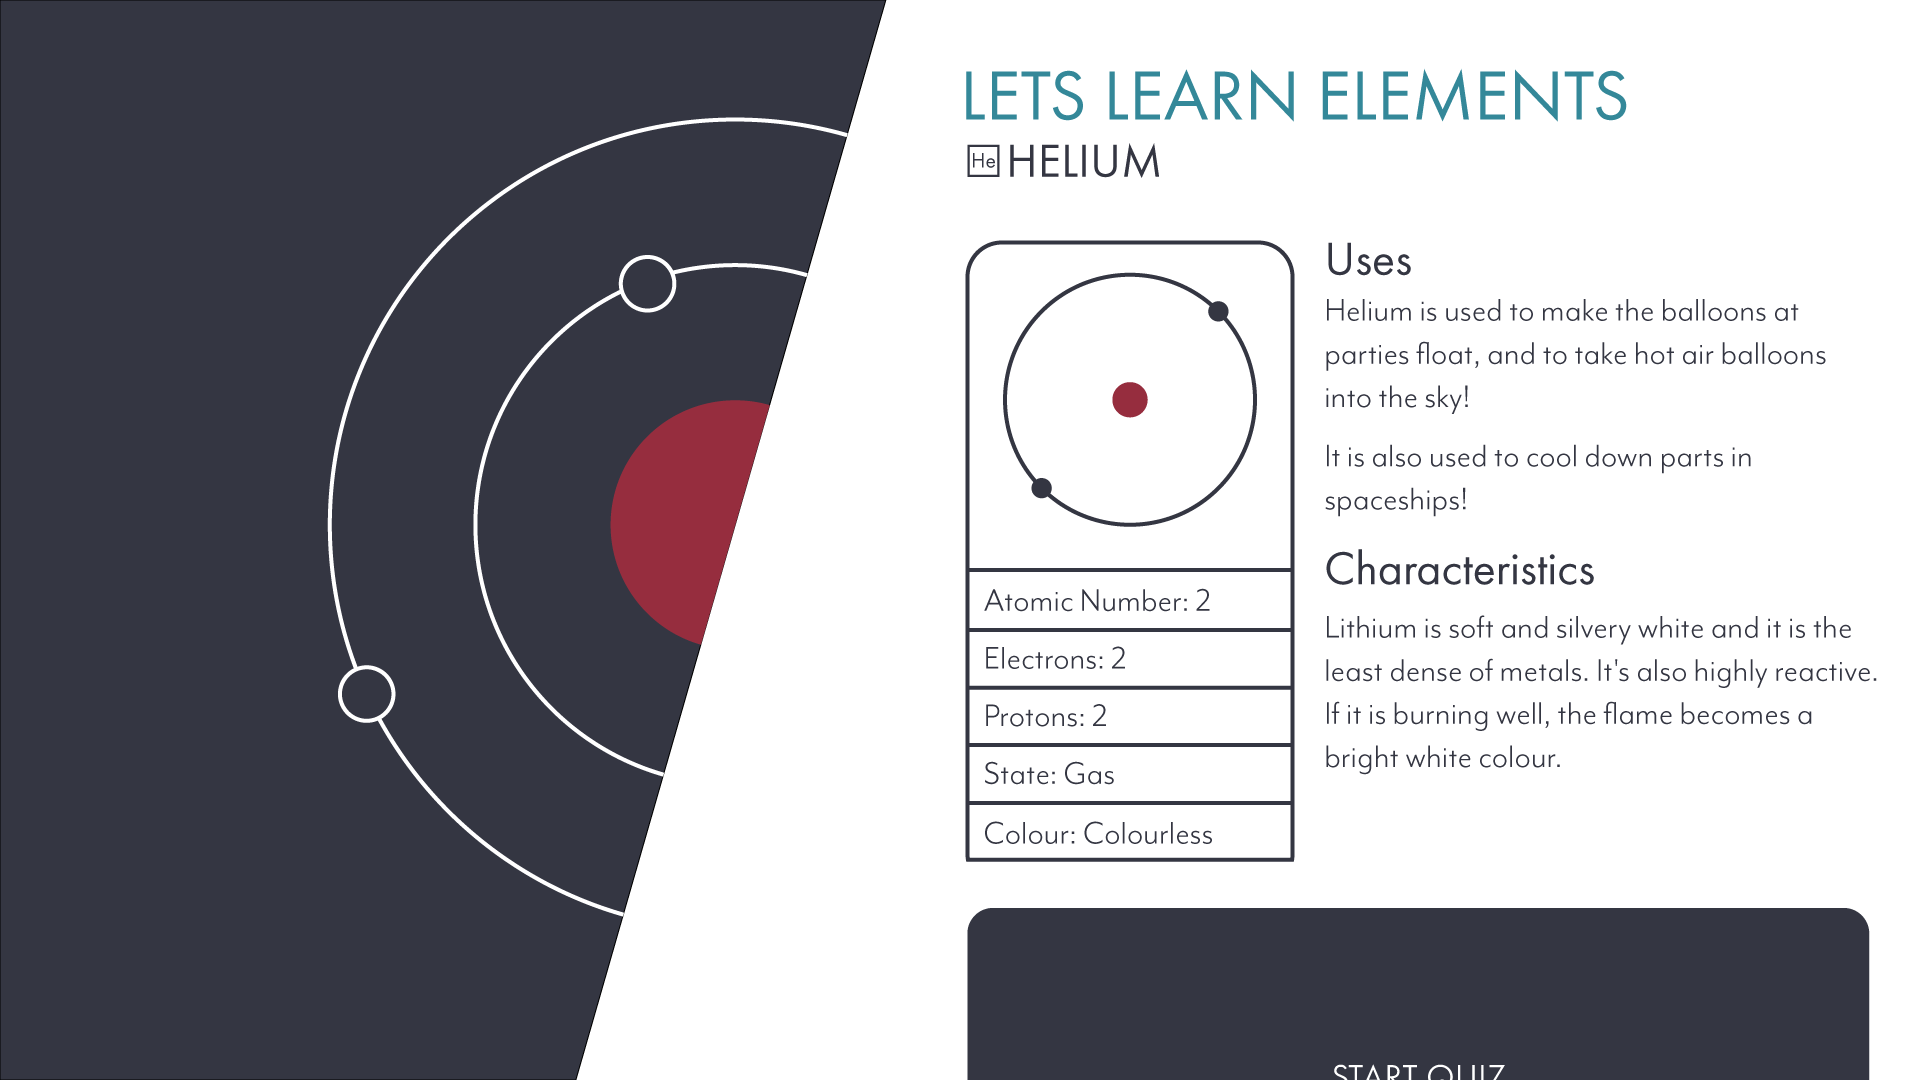 LETS LEARN ELEMENTS
He HELIUM
Atomic Number: 2
Electrons: 2
Protons: 2
State: Gas
Colour: Colourless
Uses
Helium is used to make the balloons at
parties float, and to take hot air balloons
into the sky!
It is also used to cool down parts in
spaceships!
Characteristics
Lithium is soft and silvery white and it is the
least dense of metals. It's also highly reactive.
If it is burning well, the flame becomes a
bright white colour.
START QUIZ